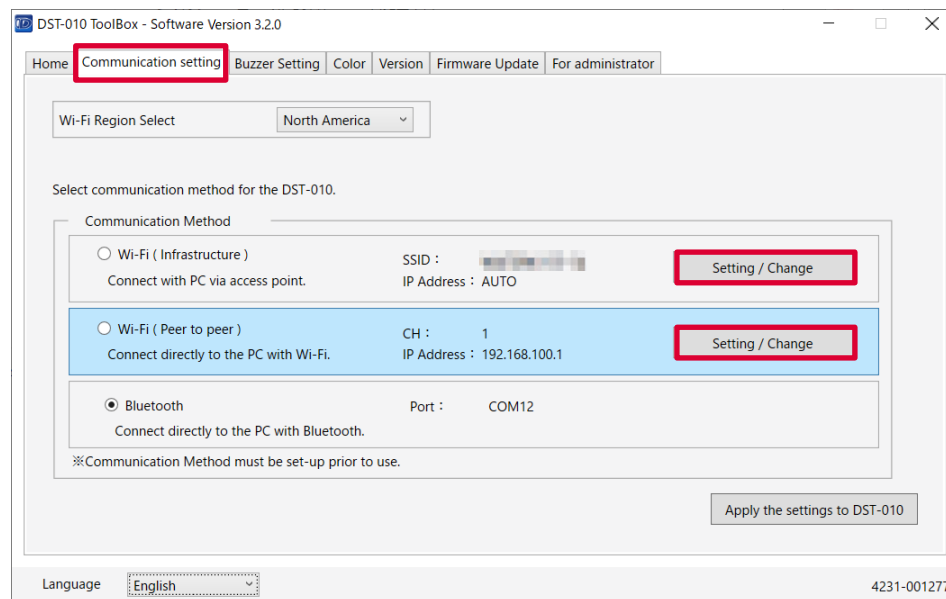 DST-010 ToolBox - Software Version 3.2.0
Home Communication setting Buzzer Setting Color Version Firmware Update For administrator
Wi-Fi Region Select North America
Select communication method for the DST-010.
Communication Method
Wi-Fi ( Infrastructure ) SSID：
Setting / Change
Connect with PC via access point. IP Address：AUTO
Wi-Fi ( Peer to peer ) CH： 1
Setting / Change
Connect directly to the PC with Wi-Fi. IP Address：192.168.100.1
Bluetooth Port： COM12
Connect directly to the PC with Bluetooth.
※Communication Method must be set-up prior to use.
Apply the settings to DST-010
Language English 4231-001277